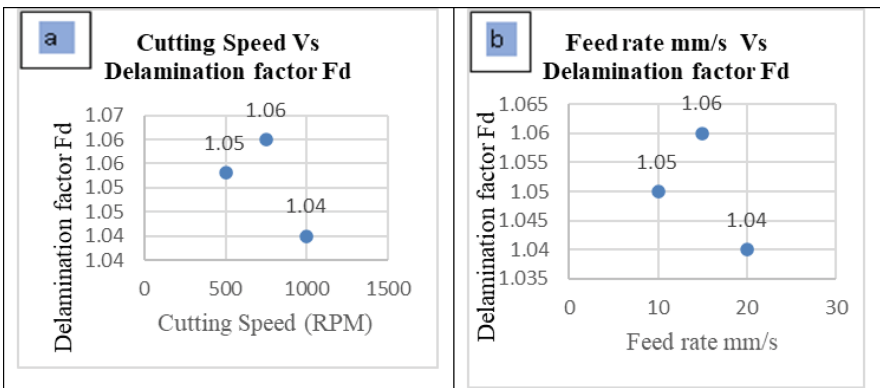 a
Cutting Speed Vs
Delamination factor Fd
Delamination factor Fd
1.07
1.06
1.06
1.05
1.05
1.04
1.04
1.05
1.06
1.04
0 500 1000 1500
Cutting Speed (RPM)
b
Feed rate mm/s Vs
Delamination factor Fd
Delamination factor Fd
1.065
1.06
1.055
1.05
1.045
1.04
1.035
1.05
1.06
1.04
0 10 20 30
Feed rate mm/s